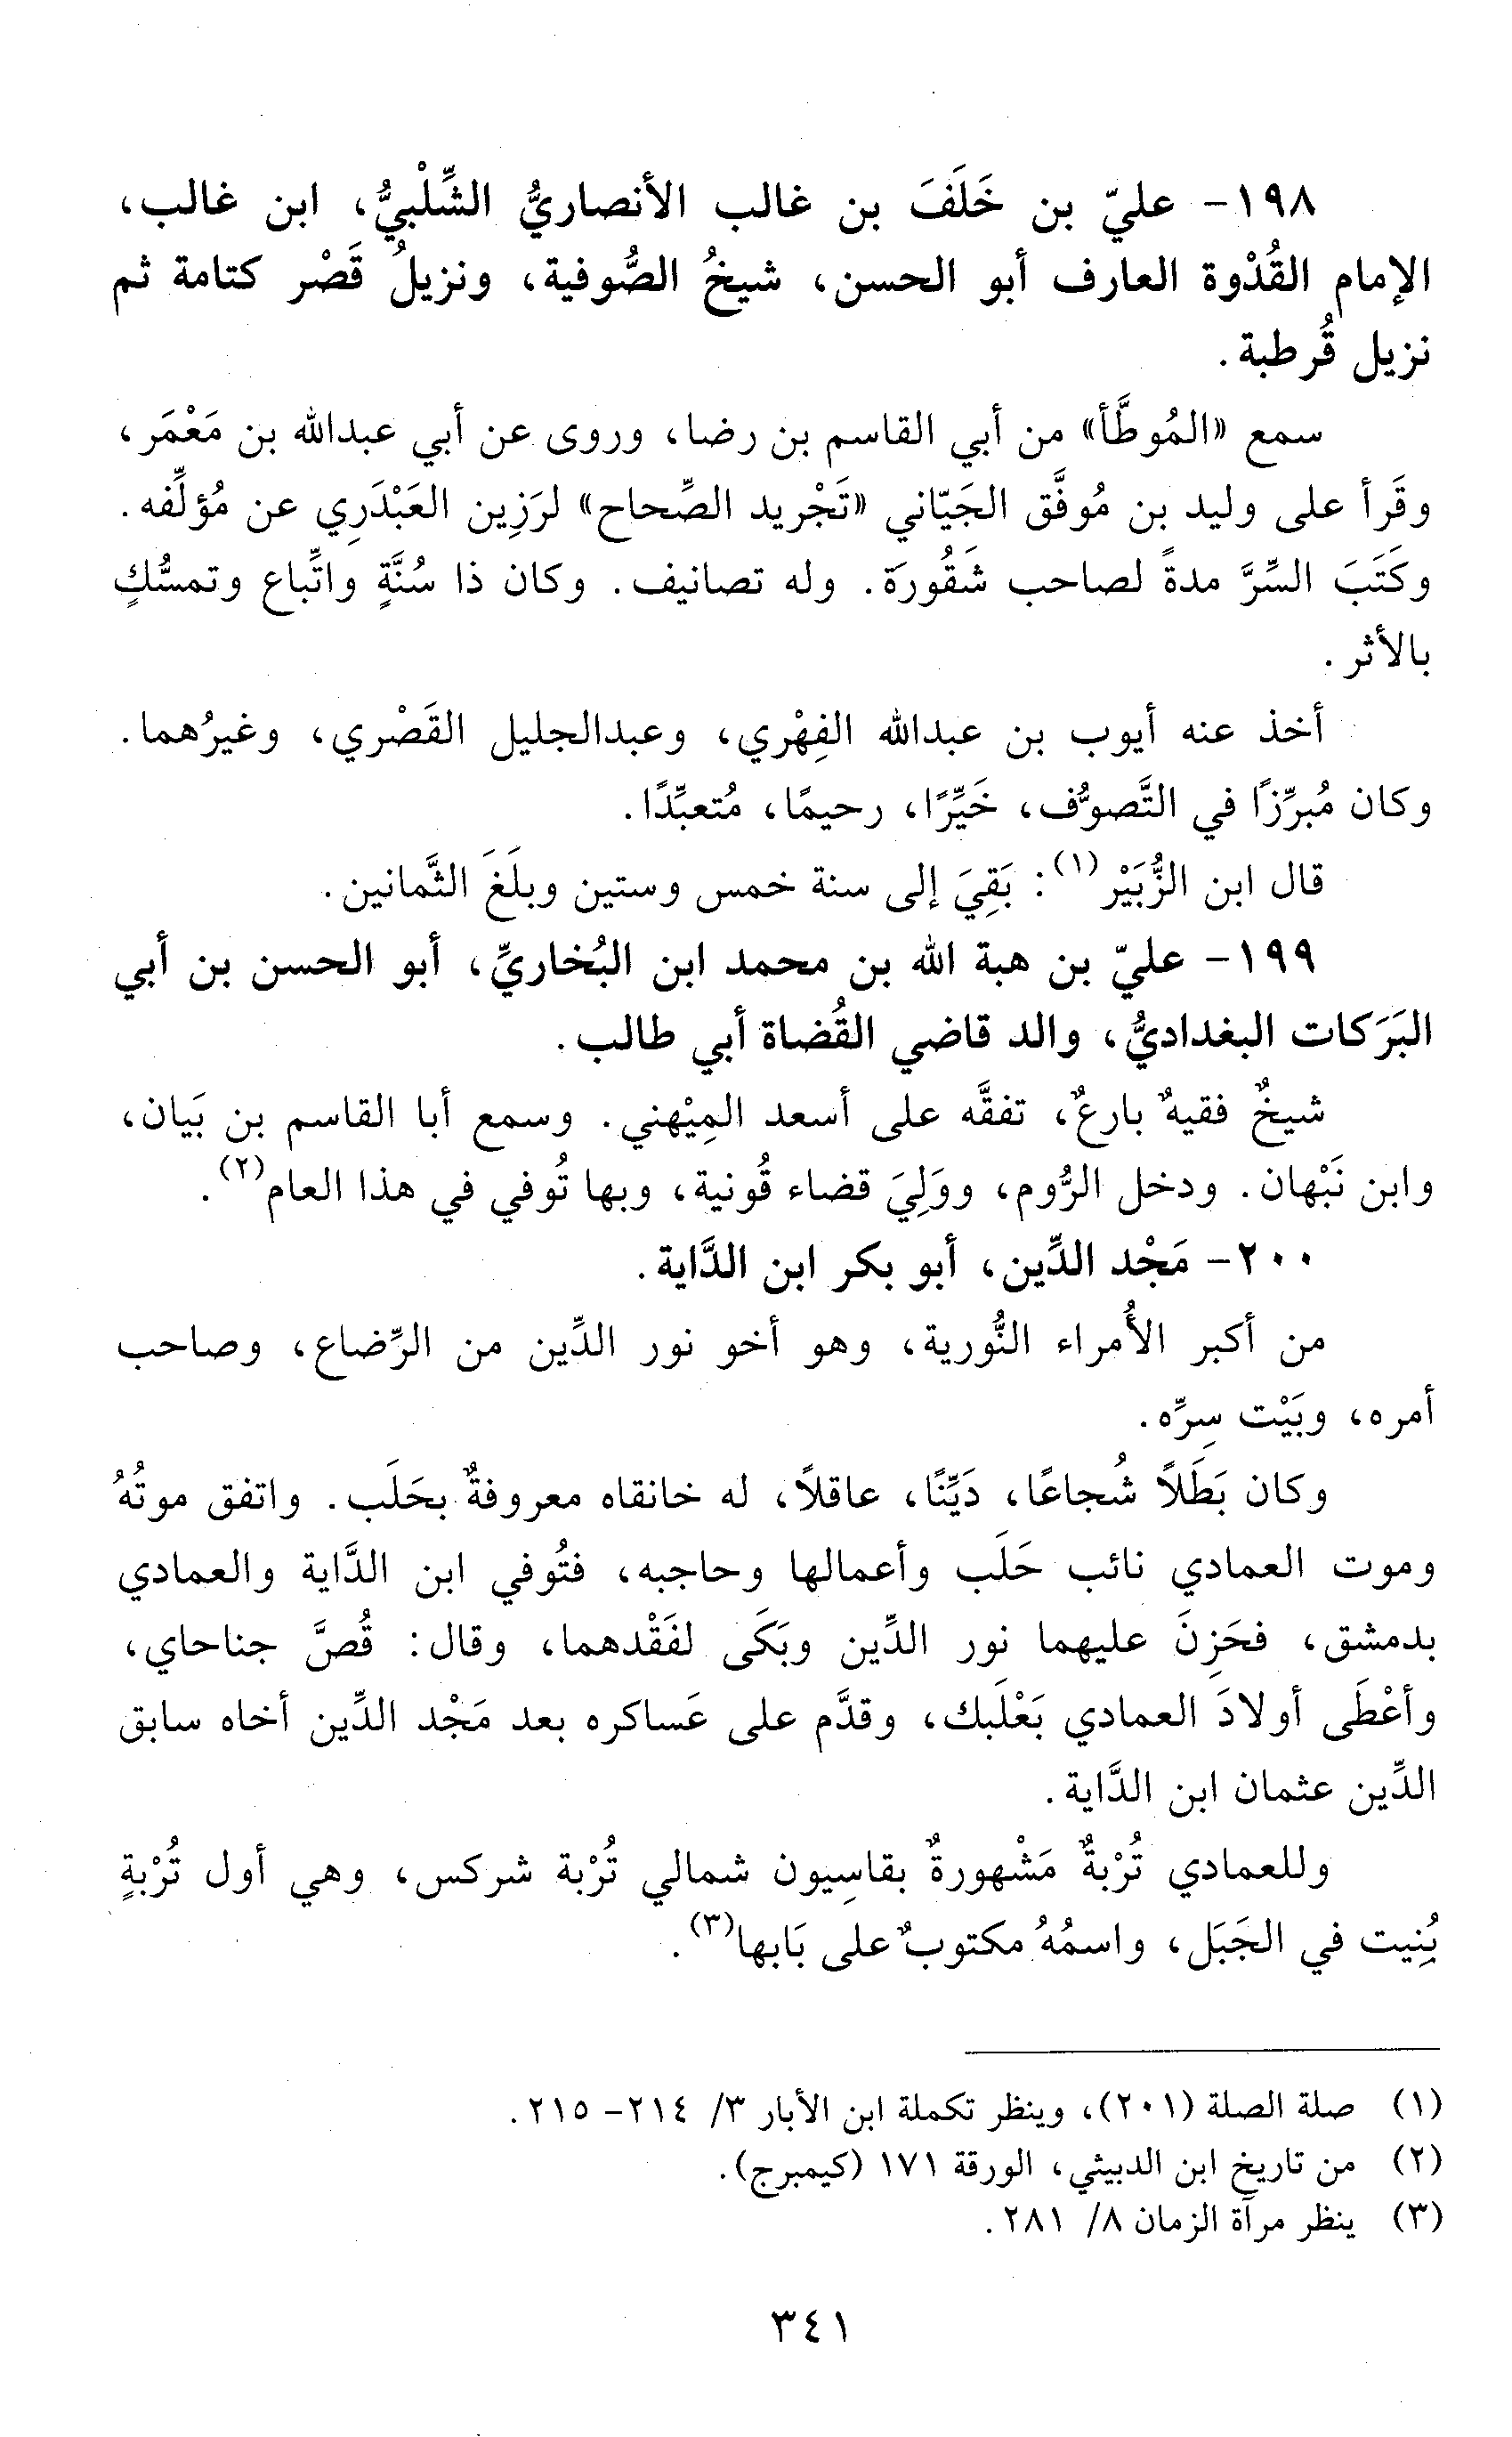 ١٩٨- عليّ بن خَلَفَ بن غالب الأنصاريُّ الشِّلْبيُّ، ابن غالب،
الإمام القُدْوة العارف أبو الحسن، شيخُ الصُّوفية، ونزيلُ قَصْر كتامة ثم
نزيل قُرطبة.
سمع «المُوطَّأ» من أبي القاسم بن رضا، وروى عن أبي عبدالله بن مَعْمَر،
وقَرأ على وليد بن مُوفَّق الجَيّاني «تَجْريد الصِّحاح» لرَزِين العَبْدَرِي عن مُؤلِّفه.
وكَتَبَ السِّرَّ مدةً لصاحب شَقُورَة. وله تصانيف. وكان ذا سُنَّةٍ واتِّباع وتمسُّكٍ
بالأثر.
أخذ عنه أيوب بن عبدالله الفِهْري، وعبدالجليل القَصْري، وغيرُهما.
وكان مُبرِّزًا في التَّصوُّف، خَيِّرًا، رحيمًا، مُتعبِّدًا.
قال ابن الزُّبَيْر(١): بَقِيَ إلى سنة خمس وستين وبلَغَ الثَّمانين.
١٩٩- عليّ بن هبة الله بن محمد ابن البُخاريِّ، أبو الحسن بن أبي
البَرَكات البغداديُّ، والد قاضي القُضاة أبي طالب.
شيخٌ فقيهٌ بارعٌ، تفقَّه على أسعد المِيْهني. وسمع أبا القاسم بن بَيان،
وابن نَبْهان. ودخل الرُّوم، ووَلِيَ قضاء قُونية، وبها تُوفي في هذا العام(٢).
٢٠٠- مَجْد الدِّين، أبو بكر ابن الدَّاية.
من أكبر الأُمراء النُّورية، وهو أخو نور الدِّين من الرِّضاع، وصاحب
أمره، وبَيْت سِرِّه.
وكان بَطَلاً شُجاعًا، دَيِّنًا، عاقلاً، له خانقاه معروفةٌ بحَلَب. واتفق موتُهُ
وموت العمادي نائب حَلَب وأعمالها وحاجبه، فتُوفي ابن الدَّاية والعمادي
بدمشق، فحَزِنَ عليهما نور الدِّين وبَكَى لفَقْدهما، وقال: قُصَّ جناحاي،
وأعْطَى أولادَ العمادي بَعْلَبك، وقدَّم على عَساكره بعد مَجْد الدِّين أخاه سابق
الدِّين عثمان ابن الدَّاية.
وللعمادي تُرْبةٌ مَشْهورةٌ بقاسِيون شمالي تُرْبة شركس، وهي أول تُرْبةٍ
بُنِيت في الجَبَل، واسمُهُ مكتوبٌ على بَابها(٣).
(١) صلة الصلة (٢٠١)، وينظر تكملة ابن الأبار ٣/ ٢١٤- ٢١٥.
(٢) من تاريخ ابن الدبيثي، الورقة ١٧١ (كيمبرج).
(٣) ينظر مرآة الزمان ٨/ ٢٨١.
٣٤١